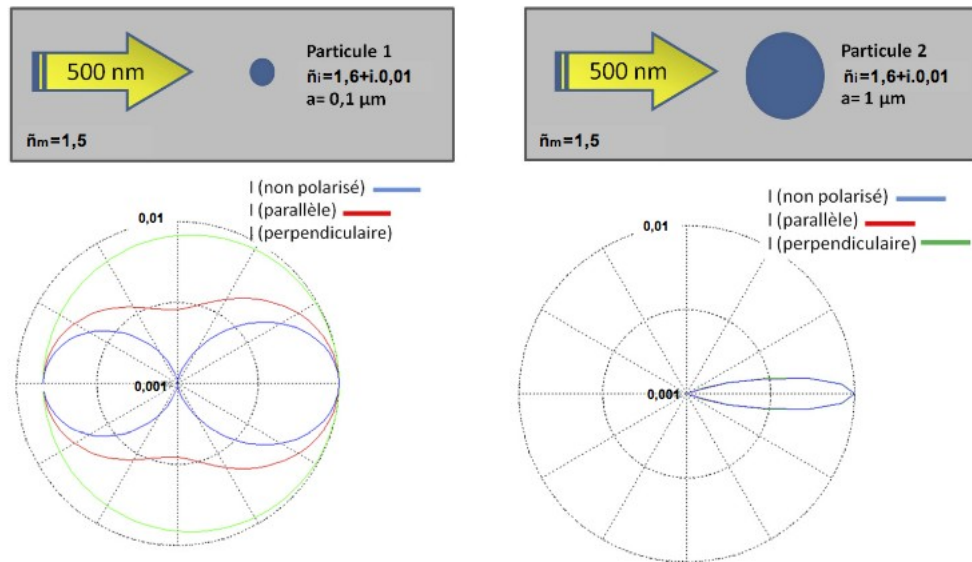 500 nm
Particule 1
ñi=1,6+i.0,01
a= 0,1 µm
ñm=1,5
500 nm
Particule 2
ñi=1,6+i.0,01
a= 1 µm
ñm=1,5
I (non polarisé)
I (parallèle)
I (perpendiculaire)
0,01
0,001
I (non polarisé)
I (parallèle)
I (perpendiculaire)
0,01
0,001